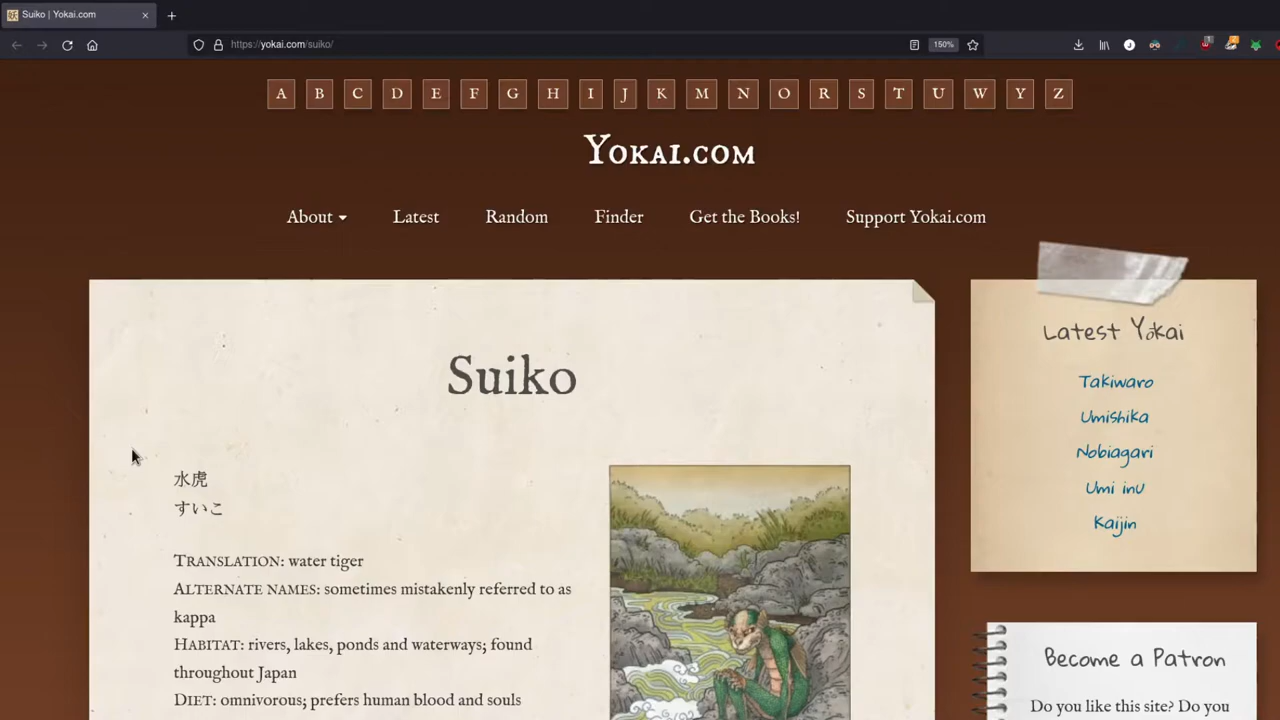 Suiko | Yokai.com
https://yokai.com/suiko/
150%
A B C D E F G H I J K M N O R S T U W Y Z
Yokai.com
About Latest Random Finder Get the Books! Support Yokai.com
Suiko
水虎
すいこ
Translation: water tiger
Alternate names: sometimes mistakenly referred to as
kappa
Habitat: rivers, lakes, ponds and waterways; found
throughout Japan
Diet: omnivorous; prefers human blood and souls
Latest Yōkai
Takiwaro
Umishika
Nobiagari
Umi inu
Kaijin
Become a Patron
Do you like this site? Do you